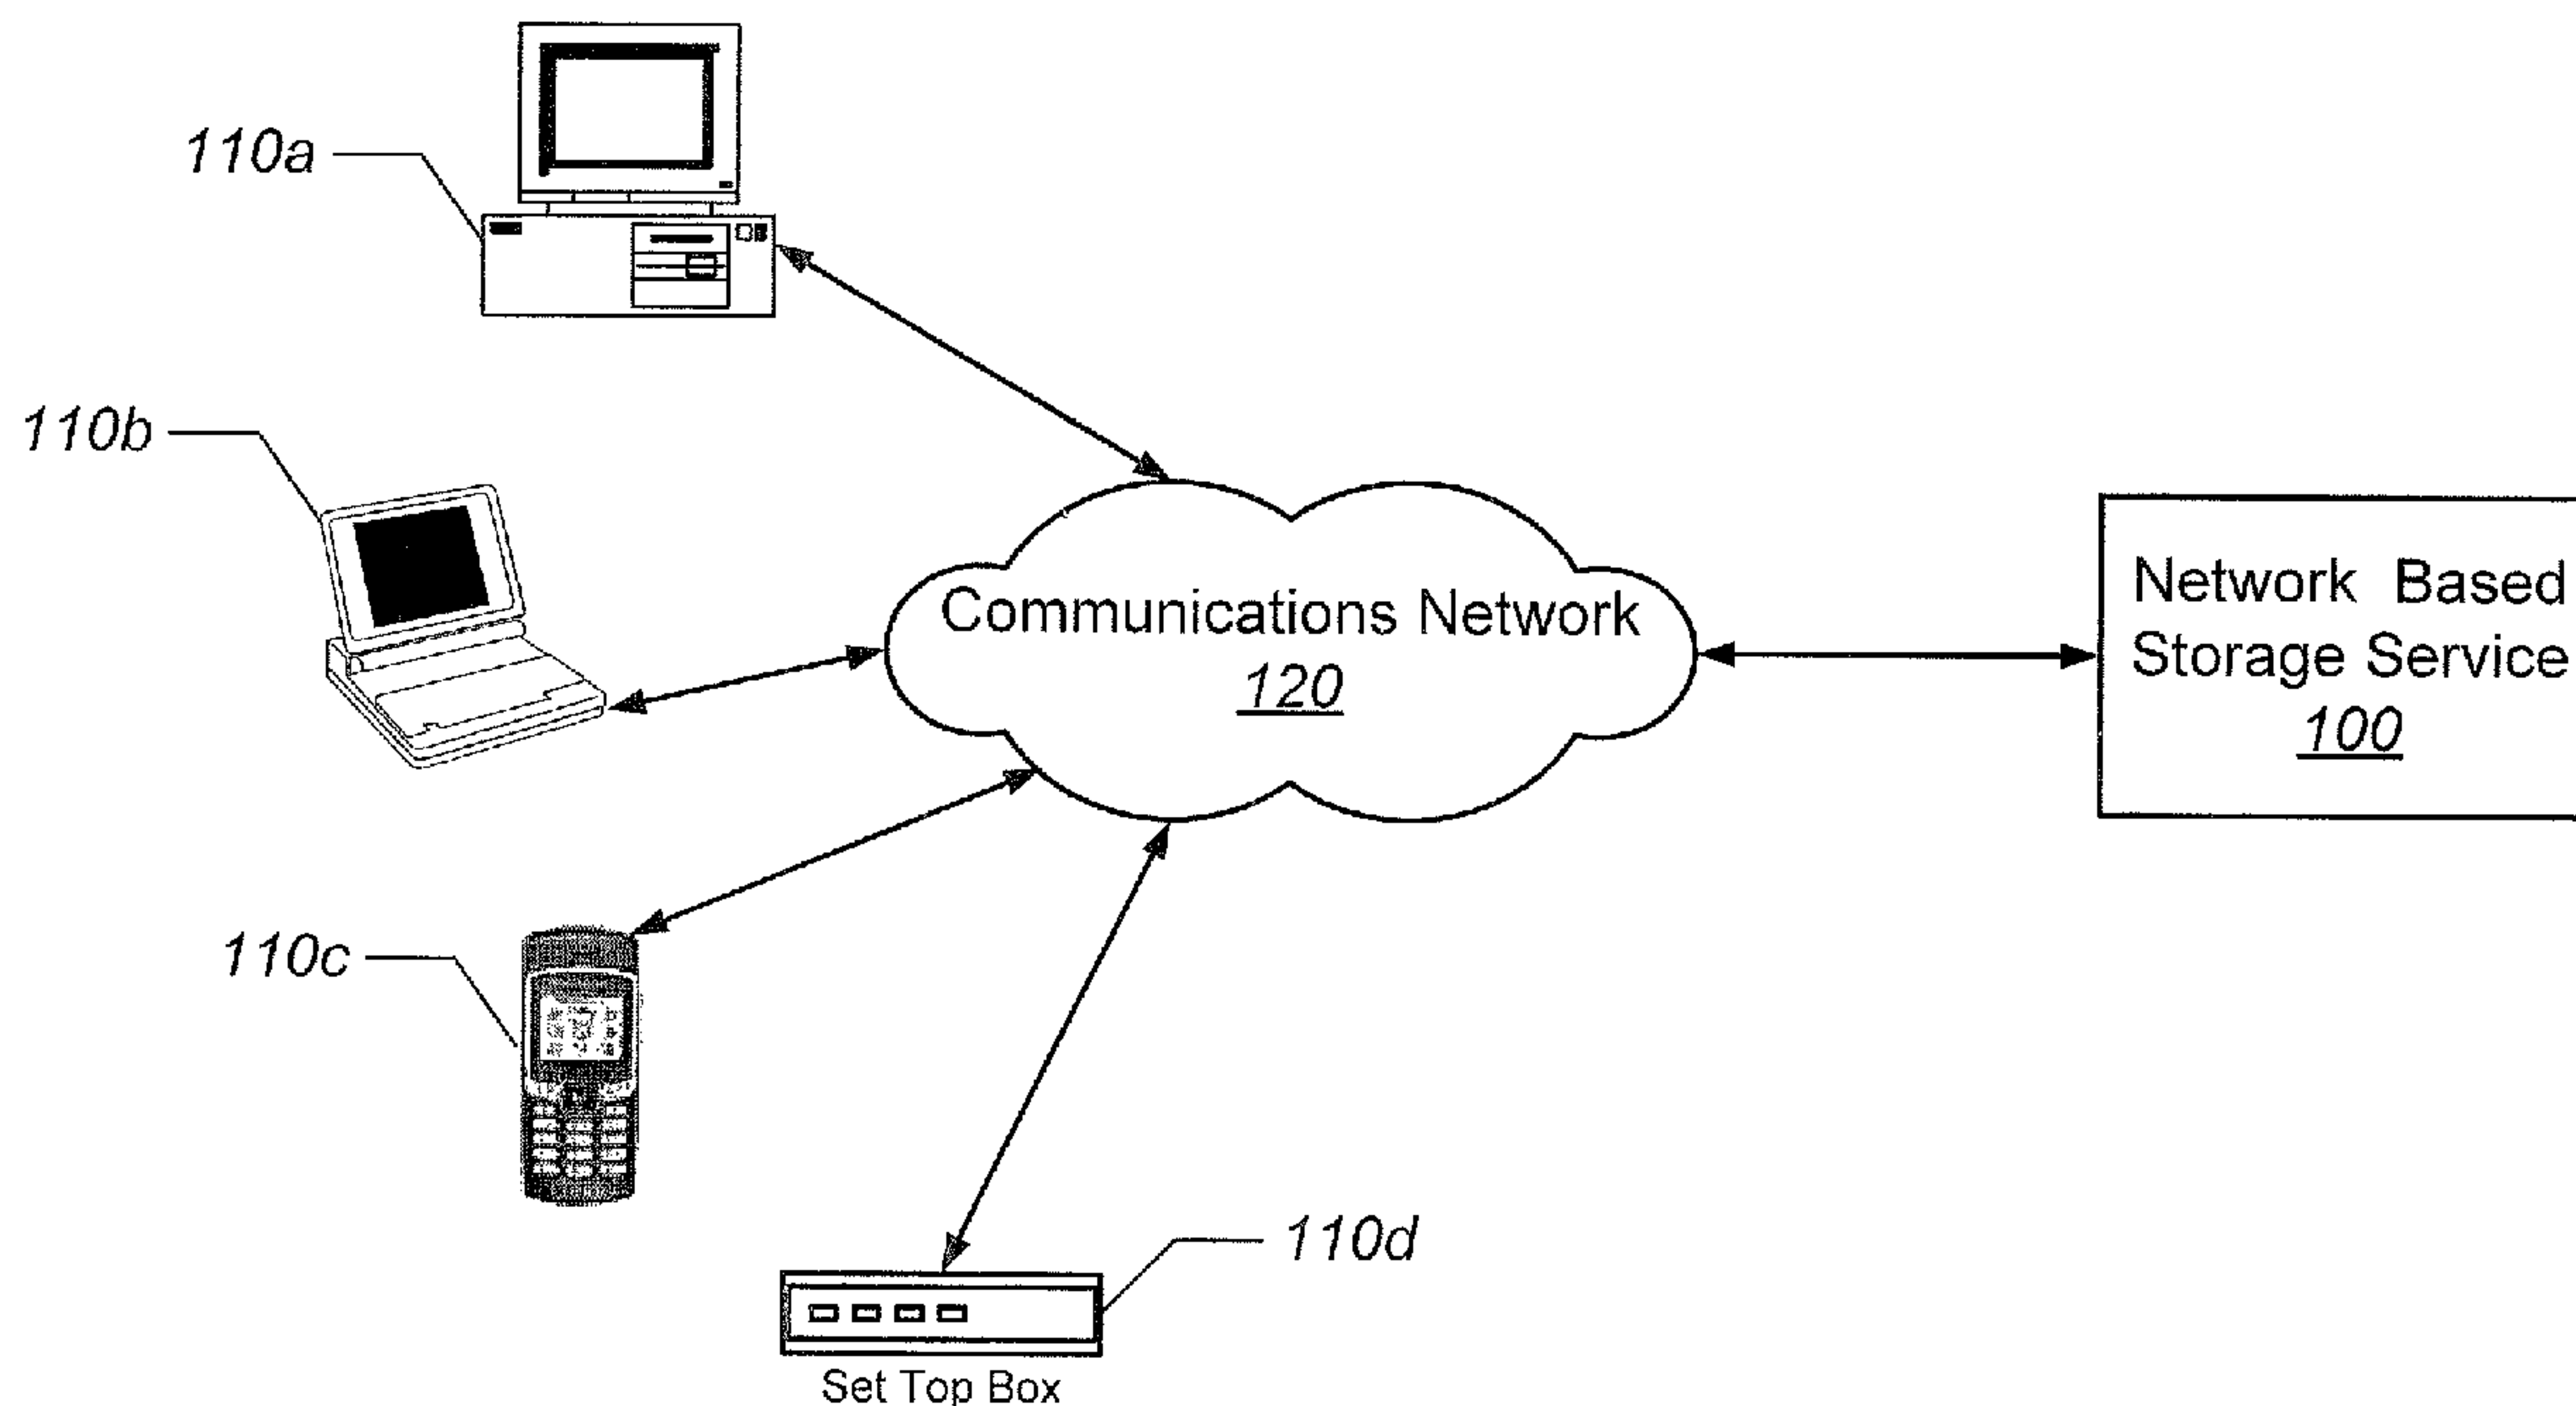 110a
110b
Communications Network
120
Network Based
Storage Service
100
110c
110d
Set Top Box